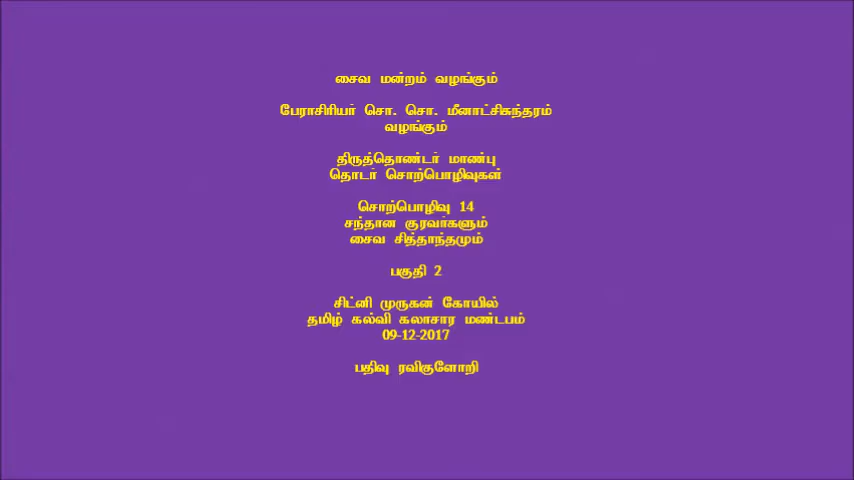 சைவ மன்றம் வழங்கும்
பேராசிரியர் சொ. சொ. மீனாட்சிசுந்தரம்
வழங்கும்
திருத்தொண்டர் மாண்பு
தொடர் சொற்பொழிவுகள்
சொற்பொழிவு 14
சந்தான குரவர்களும்
சைவ சித்தாந்தமும்
பகுதி 2
சிட்னி முருகன் கோயில்
தமிழ் கல்வி கலாசார மண்டபம்
09-12-2017
பதிவு ரவிகுளோறி